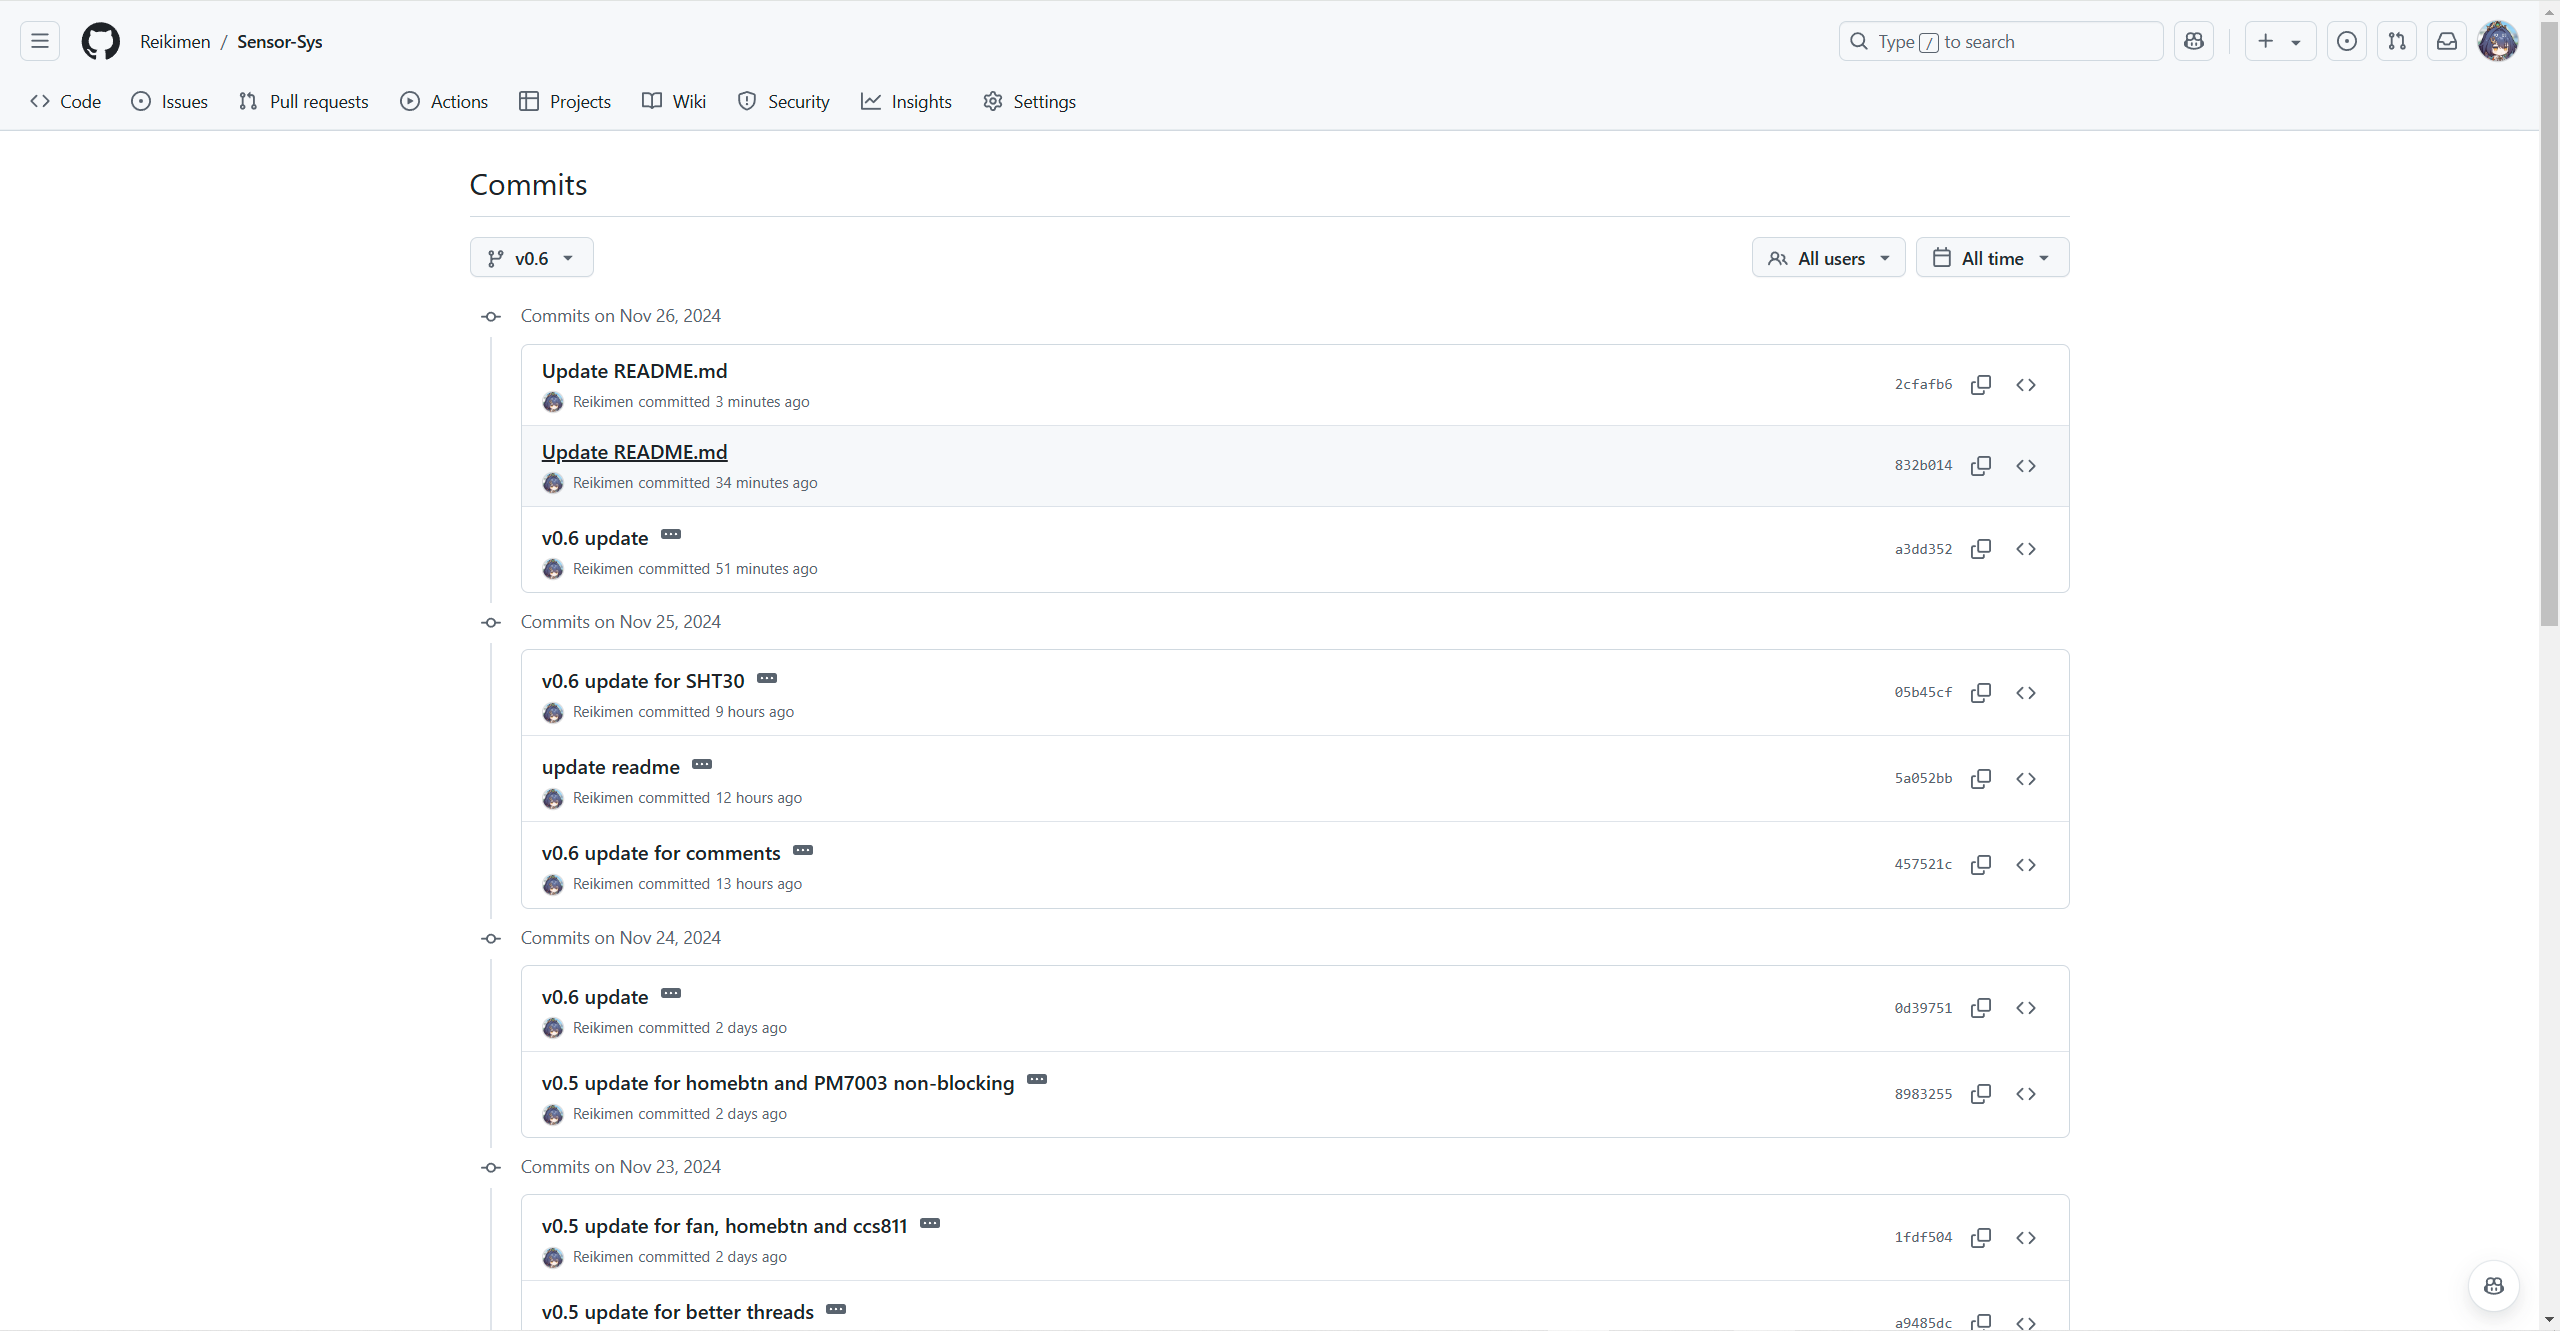 Reikimen / Sensor-Sys
Type / to search
Code Issues Pull requests Actions Projects Wiki Security Insights Settings
Commits
v0.6
All users All time
Commits on Nov 26, 2024
Update README.md
2cfafb6
Reikimen committed 3 minutes ago
Update README.md
832b014
Reikimen committed 34 minutes ago
v0.6 update
a3dd352
Reikimen committed 51 minutes ago
Commits on Nov 25, 2024
v0.6 update for SHT30
05b45cf
Reikimen committed 9 hours ago
update readme
5a052bb
Reikimen committed 12 hours ago
v0.6 update for comments
457521c
Reikimen committed 13 hours ago
Commits on Nov 24, 2024
v0.6 update
0d39751
Reikimen committed 2 days ago
v0.5 update for homebtn and PM7003 non-blocking
8983255
Reikimen committed 2 days ago
Commits on Nov 23, 2024
v0.5 update for fan, homebtn and ccs811
1fdf504
Reikimen committed 2 days ago
v0.5 update for better threads
a9485dc